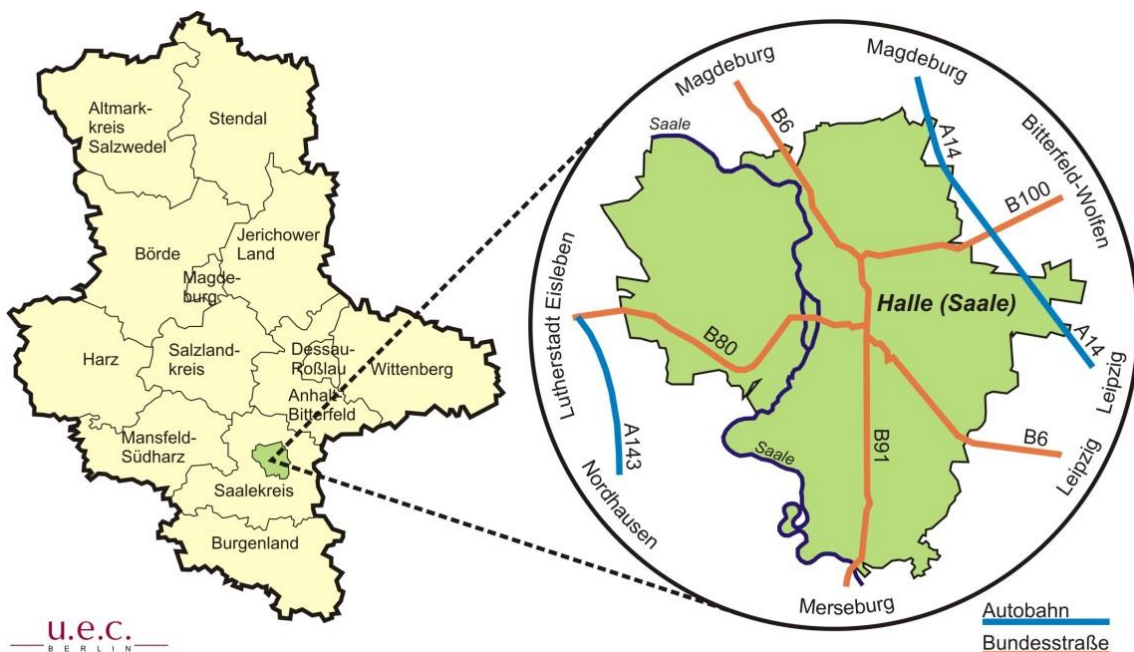 Altmark-
kreis
Salzwedel
Stendal
Börde
Jerichower
Land
Magde-
burg
Harz
Salzland-
kreis
Dessau-
Roßlau
Wittenberg
Anhalt-
Bitterfeld
Mansfeld-
Südharz
Saalekreis
Burgenland
u.e.c.
BERLIN
Magdeburg
Magdeburg
Saale
B6
A14
Bitterfeld-Wolfen
B100
Lutherstadt Eisleben
Halle (Saale)
B80
A14
Leipzig
A143
Saale
B91
B6
Leipzig
Nordhausen
Merseburg
Autobahn
Bundesstraße